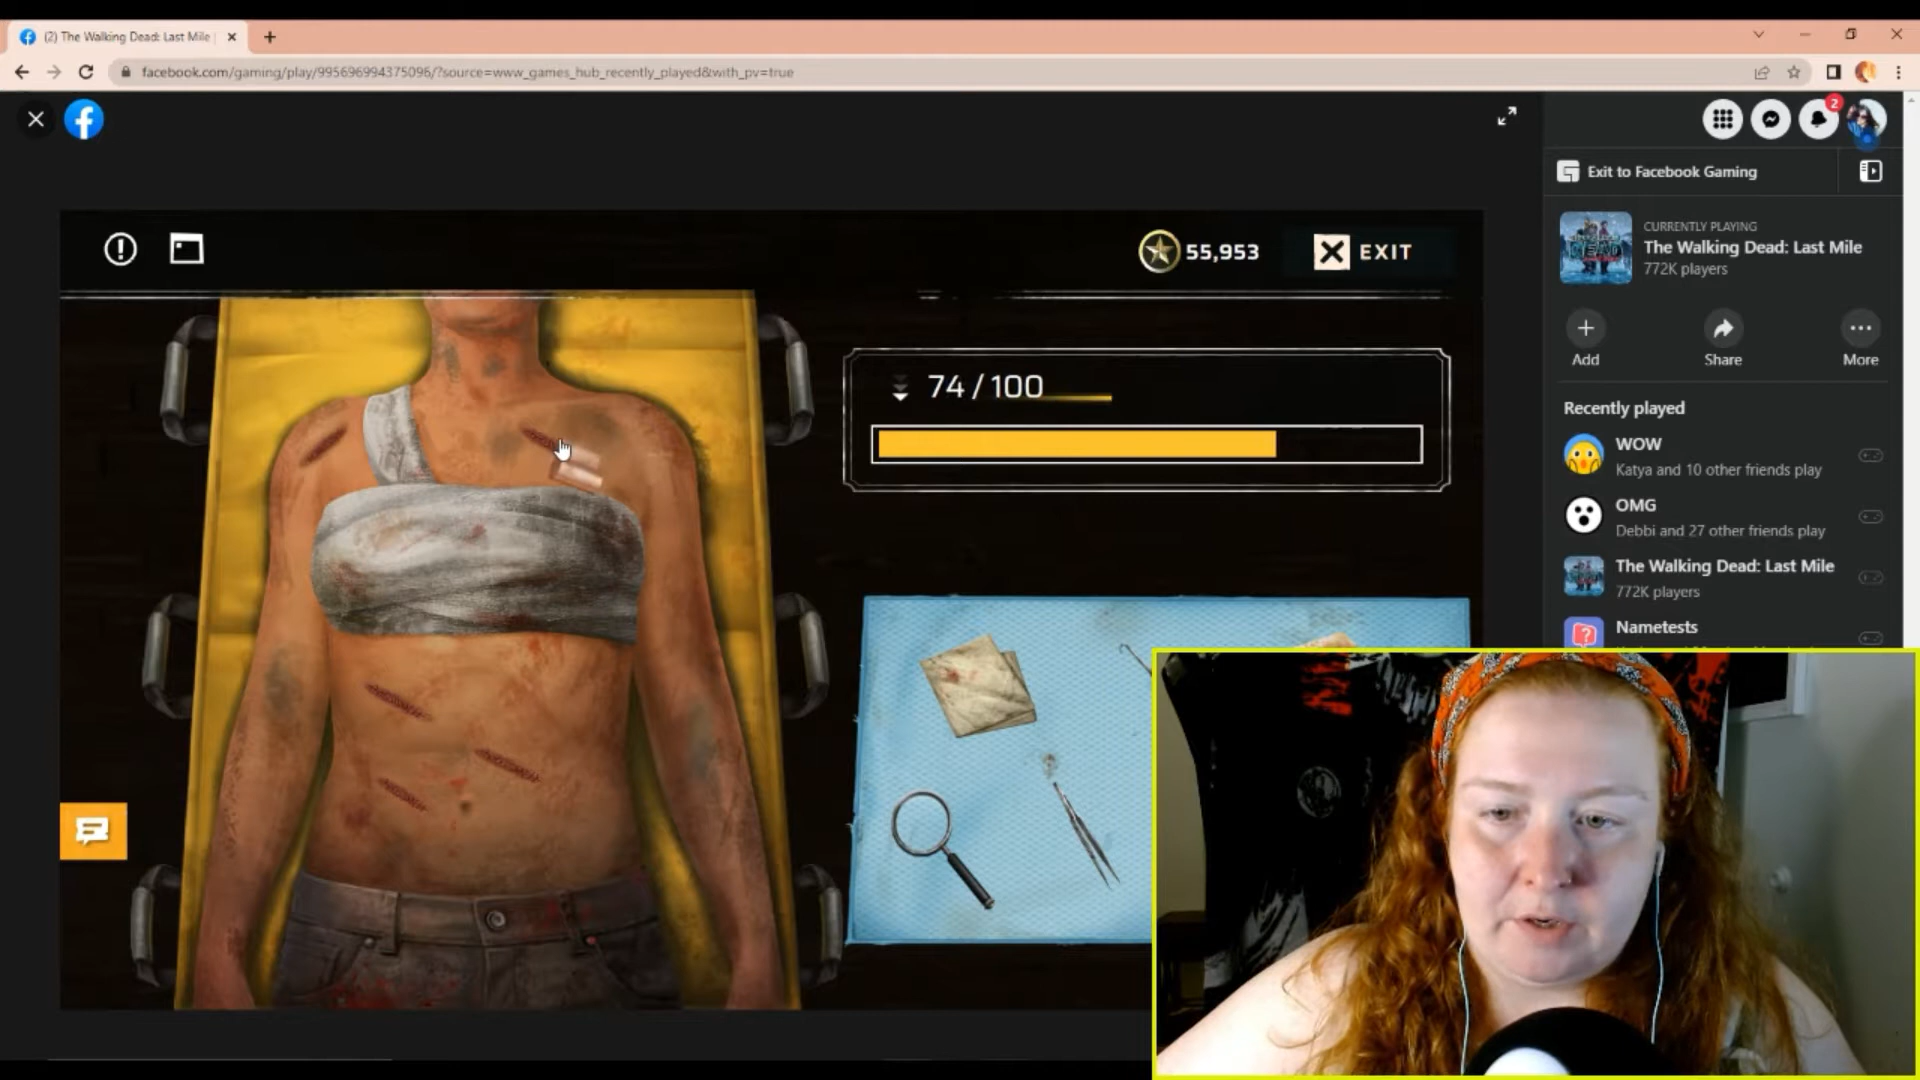 (2) The Walking Dead: Last Mile
facebook.com/gaming/play/995696994375096/?source=www_games_hub_recently_played&with_pv=true
2
Exit to Facebook Gaming
55,953
EXIT
CURRENTLY PLAYING
The Walking Dead: Last Mile
772K players
Add
Share
More
74 / 100
Recently played
WOW
Katya and 10 other friends play
OMG
Debbi and 27 other friends play
The Walking Dead: Last Mile
772K players
Nametests